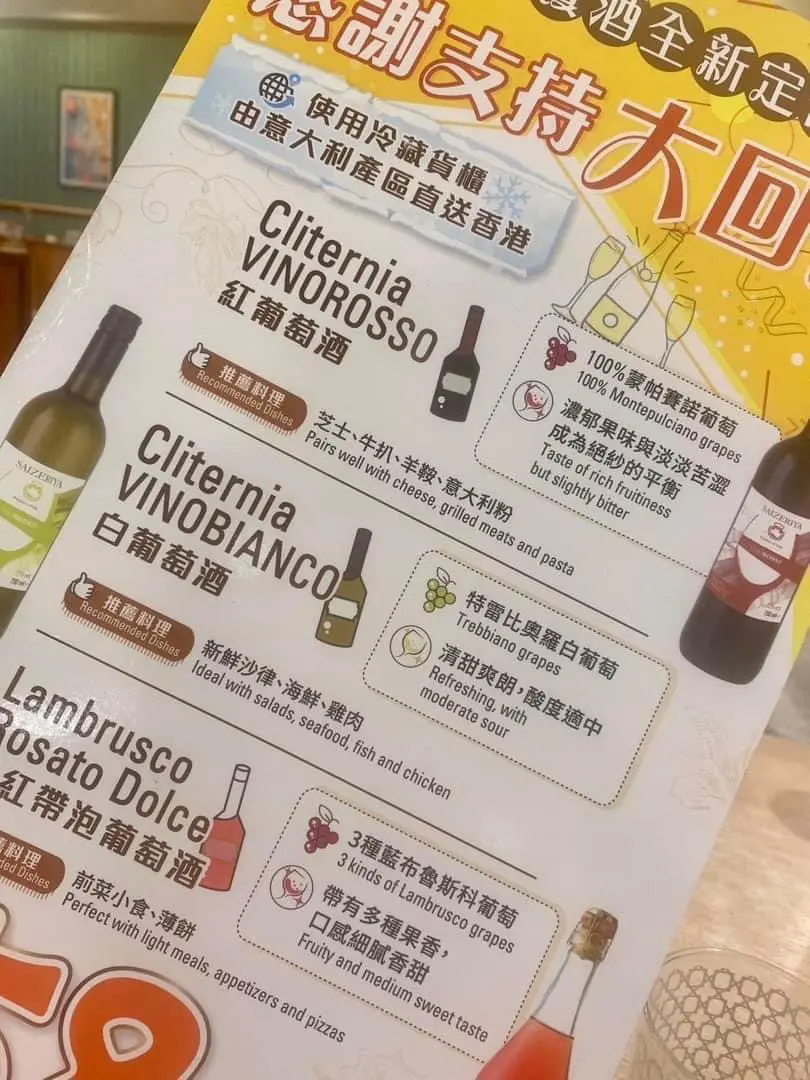 酒全新定
感謝支持大回
使用冷藏貨櫃
由意大利產區直送香港
Cliternia
VINOROSSO
紅葡萄酒
推薦料理
Recommended Dishes
芝士、牛扒、羊鞍、意大利粉
Pairs well with cheese, grilled meats and pasta
100%蒙帕賽諾葡萄
100% Montepulciano grapes
濃郁果味與淡淡苦澀
成為絕紗的平衡
Taste of rich fruitiness
but slightly bitter
SAIZERIYA
SAIZERIYA
Cliternia
VINOBIANCO
白葡萄酒
推薦料理
Recommended Dishes
新鮮沙律、海鮮、雞肉
Ideal with salads, seafood, fish and chicken
特雷比奧羅白葡萄
Trebbiano grapes
清甜爽朗，酸度適中
Refreshing, with
moderate sour
Lambrusco
Rosato Dolce
紅帶泡葡萄酒
料理
Dishes
前菜小食、薄餅
Perfect with light meals, appetizers and pizzas
3種藍布魯斯科葡萄
3 kinds of Lambrusco grapes
帶有多種果香，
口感細膩香甜
Fruity and medium sweet taste